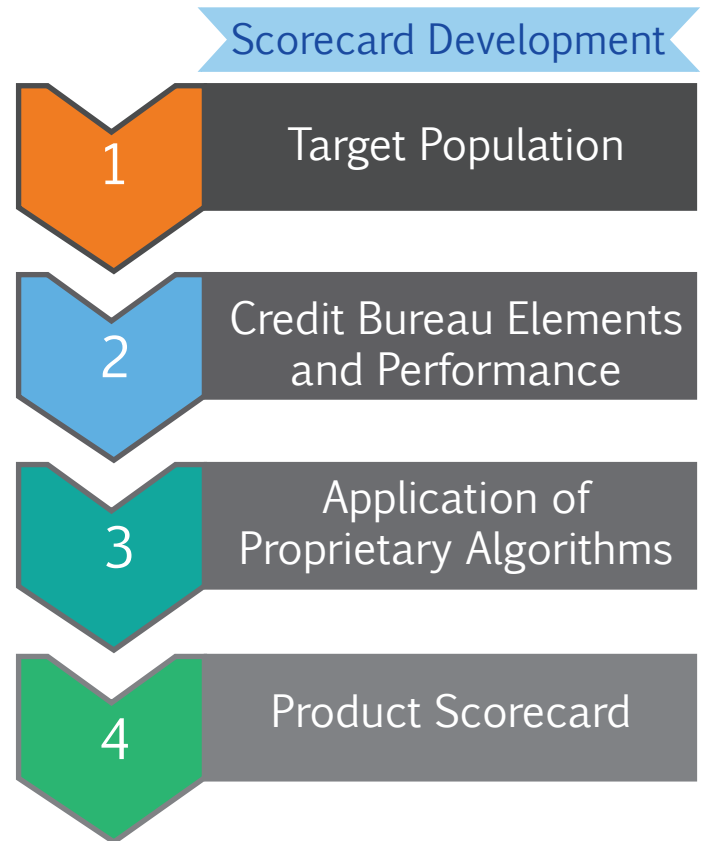 Scorecard Development
1
Target Population
2
Credit Bureau Elements
and Performance
3
Application of
Proprietary Algorithms
4
Product Scorecard